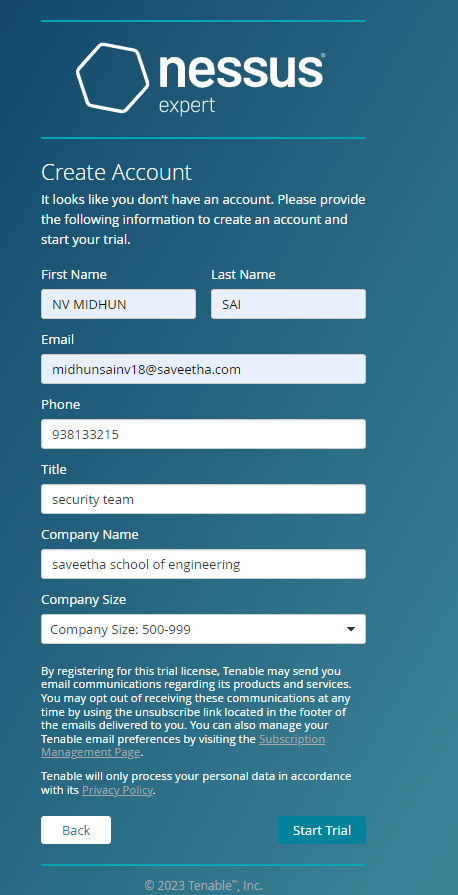 nessus
expert
Create Account
It looks like you don't have an account. Please provide
the following information to create an account and
start your trial.
First Name Last Name
NV MIDHUN SAI
Email
midhunsainv18@saveetha.com
Phone
938133215
Title
security team
Company Name
saveetha school of engineering
Company Size
Company Size: 500-999
By registering for this trial license, Tenable may send you
email communications regarding its products and services.
You may opt out of receiving these communications at any
time by using the unsubscribe link located in the footer of
the emails delivered to you. You can also manage your
Tenable email preferences by visiting the Subscription
Management Page.
Tenable will only process your personal data in accordance
with its Privacy Policy.
Back Start Trial
© 2023 Tenable™, Inc.